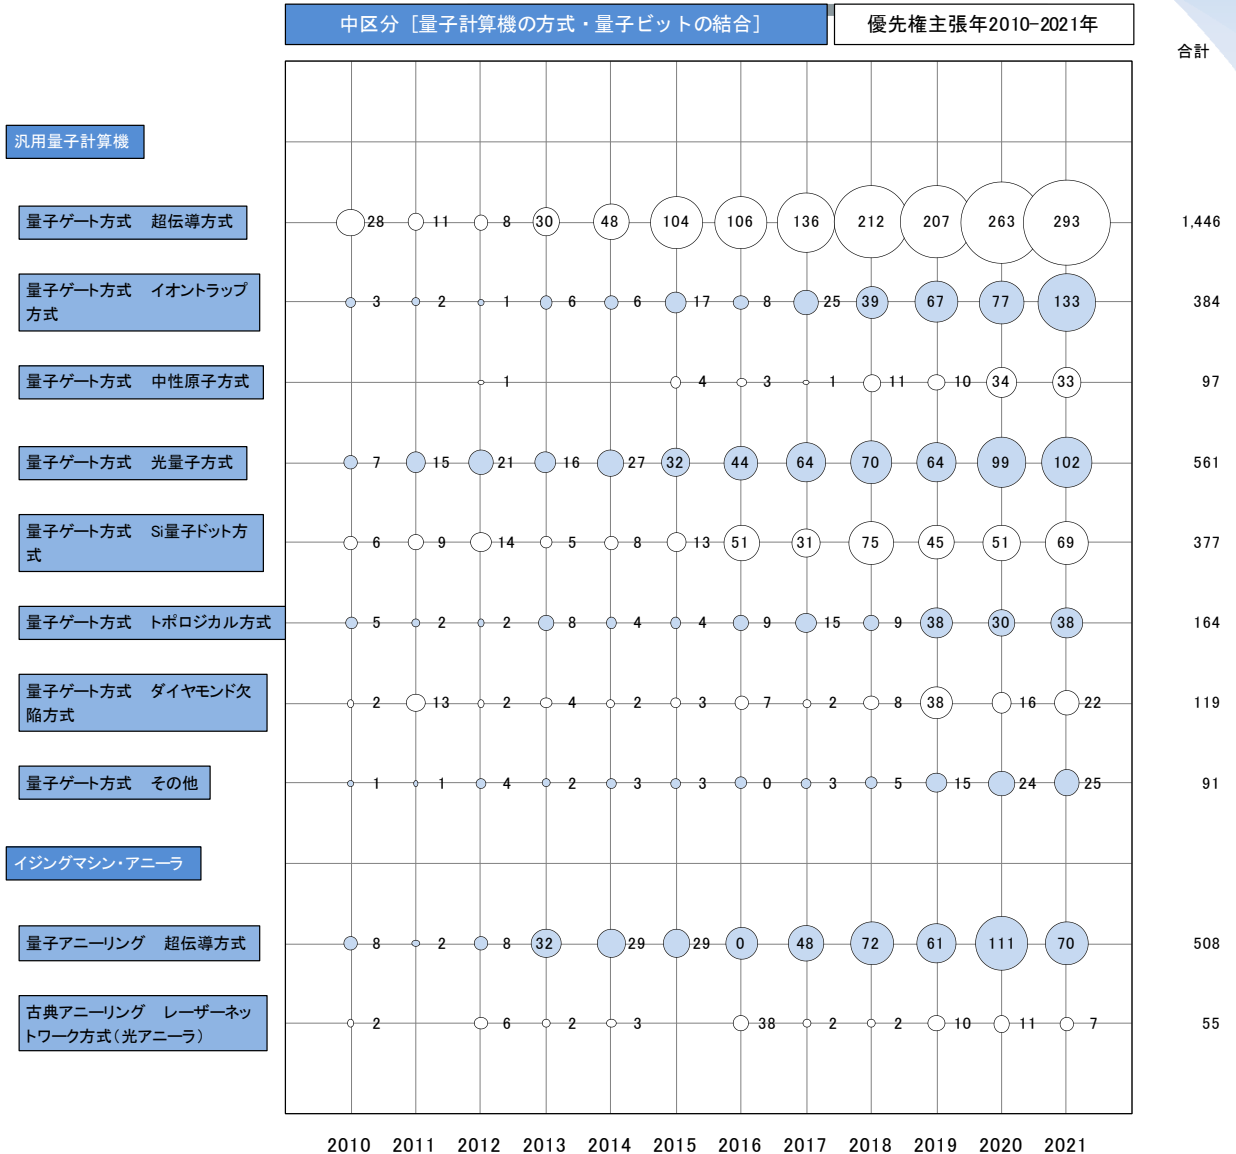 中区分［量子計算機の方式・量子ビットの結合］
優先権主張年2010-2021年
合計
汎用量子計算機
量子ゲート方式　超伝導方式
28 11 8 30 48 104 106 136 212 207 263 293 1,446
量子ゲート方式　イオントラップ
方式
3 2 1 6 6 17 8 25 39 67 77 133 384
量子ゲート方式　中性原子方式
1 4 3 1 11 10 34 33 97
量子ゲート方式　光量子方式
7 15 21 16 27 32 44 64 70 64 99 102 561
量子ゲート方式　Si量子ドット方
式
6 9 14 5 8 13 51 31 75 45 51 69 377
量子ゲート方式　トポロジカル方式
5 2 2 8 4 4 9 15 9 38 30 38 164
量子ゲート方式　ダイヤモンド欠
陥方式
2 13 2 4 2 3 7 2 8 38 16 22 119
量子ゲート方式　その他
1 1 4 2 3 3 0 3 5 15 24 25 91
イジングマシン・アニーラ
量子アニーリング　超伝導方式
8 2 8 32 29 29 0 48 72 61 111 70 508
古典アニーリング　レーザーネッ
トワーク方式（光アニーラ）
2 6 2 3 38 2 2 10 11 7 55
2010 2011 2012 2013 2014 2015 2016 2017 2018 2019 2020 2021